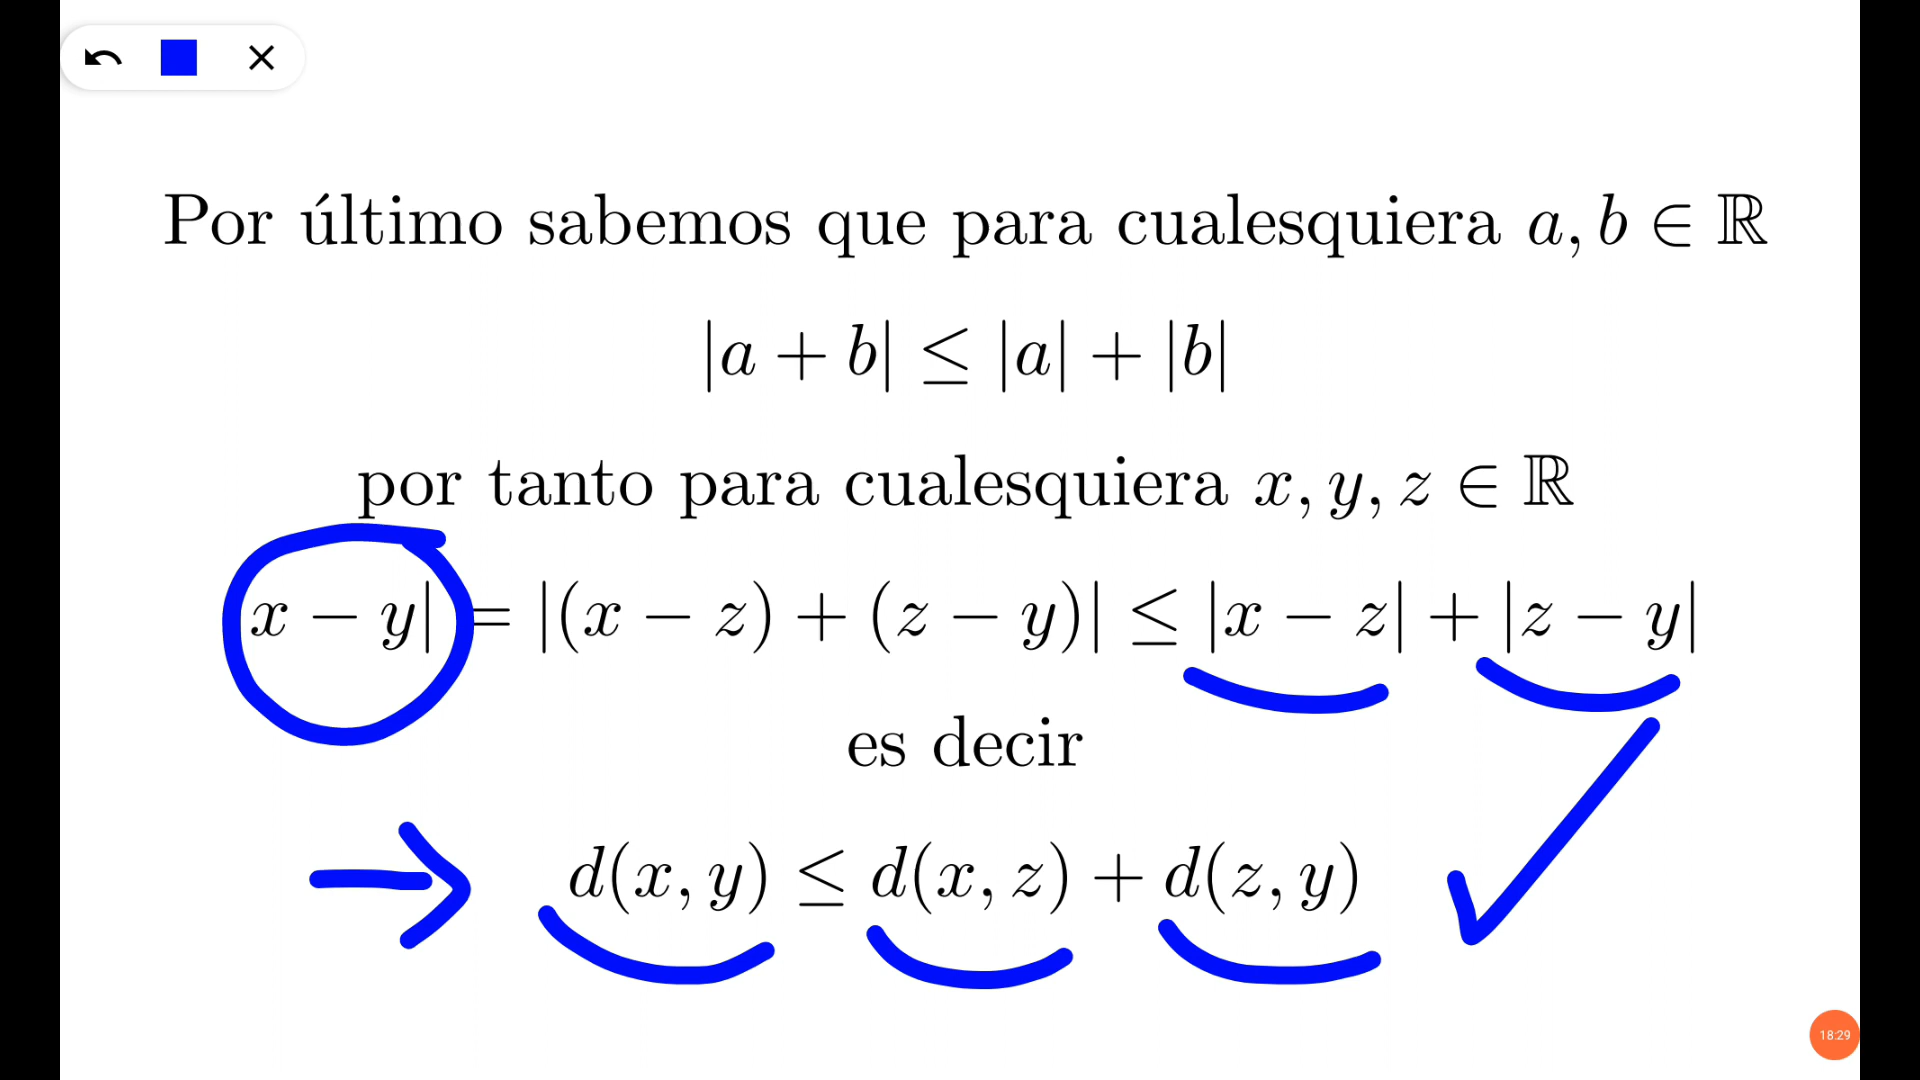 Por último sabemos que para cualesquiera a, b ∈ ℝ
|a + b| ≤ |a| + |b|
por tanto para cualesquiera x, y, z ∈ ℝ
x − y| = |(x − z) + (z − y)| ≤ |x − z| + |z − y|
es decir
d(x, y) ≤ d(x, z) + d(z, y)
18:29